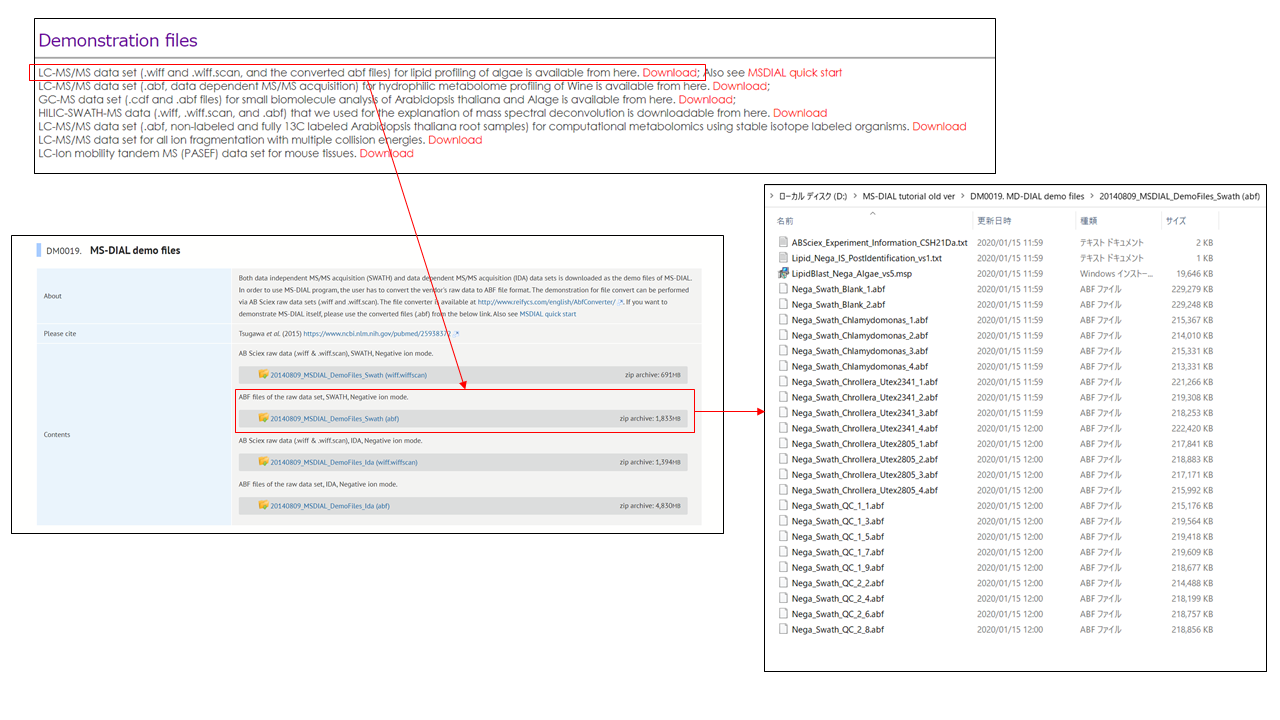 Demonstration files
LC-MS/MS data set (.wiff and .wiff.scan, and the converted abf files) for lipid profiling of algae is available from here. Download; Also see MSDIAL quick start
LC-MS/MS data set (.abf, data dependent MS/MS acquisition) for hydrophilic metabolome profiling of Wine is available from here. Download;
GC-MS data set (.cdf and .abf files) for small biomolecule analysis of Arabidopsis thaliana and Alage is available from here. Download;
HILIC-SWATH-MS data (.wiff, .wiff.scan, and .abf) that we used for the explanation of mass spectral deconvolution is downloadable from here. Download
LC-MS/MS data set (.abf, non-labeled and fully 13C labeled Arabidopsis thaliana root samples) for computational metabolomics using stable isotope labeled organisms. Download
LC-MS/MS data set for all ion fragmentation with multiple collision energies. Download
LC-Ion mobility tandem MS (PASEF) data set for mouse tissues. Download
DM0019. MS-DIAL demo files
About
Both data independent MS/MS acquisition (SWATH) and data dependent MS/MS acquisition (IDA) data sets is downloaded as the demo files of MS-DIAL.
In order to use MS-DIAL program, the user has to convert the vendor's raw data to ABF file format. The demonstration for file convert can be performed
via AB Sciex raw data sets (.wiff and .wiff.scan). The file converter is available at http://www.reifycs.com/english/AbfConverter/ . If you want to
demonstrate MS-DIAL itself, please use the converted files (.abf) from the below link. Also see MSDIAL quick start
Please cite
Tsugawa et al. (2015) https://www.ncbi.nlm.nih.gov/pubmed/25938372
Contents
AB Sciex raw data (.wiff & .wiff.scan), SWATH, Negative ion mode.
20140809_MSDIAL_DemoFiles_Swath (wiff.wiffscan) zip archive: 691MB
ABF files of the raw data set, SWATH, Negative ion mode.
20140809_MSDIAL_DemoFiles_Swath (abf) zip archive: 1,833MB
AB Sciex raw data (.wiff & .wiff.scan), IDA, Negative ion mode.
20140809_MSDIAL_DemoFiles_Ida (wiff.wiffscan) zip archive: 1,394MB
ABF files of the raw data set, IDA, Negative ion mode.
20140809_MSDIAL_DemoFiles_Ida (abf) zip archive: 4,830MB
> ローカル ディスク (D:) > MS-DIAL tutorial old ver > DM0019. MD-DIAL demo files > 20140809_MSDIAL_DemoFiles_Swath (abf)
名前 更新日時 種類 サイズ
ABSciex_Experiment_Information_CSH21Da.txt 2020/01/15 11:59 テキスト ドキュメント 2 KB
Lipid_Nega_IS_PostIdentification_vs1.txt 2020/01/15 11:59 テキスト ドキュメント 1 KB
LipidBlast_Nega_Algae_vs5.msp 2020/01/15 11:59 Windows インストー... 19,646 KB
Nega_Swath_Blank_1.abf 2020/01/15 11:59 ABF ファイル 229,279 KB
Nega_Swath_Blank_2.abf 2020/01/15 11:59 ABF ファイル 229,248 KB
Nega_Swath_Chlamydomonas_1.abf 2020/01/15 11:59 ABF ファイル 215,367 KB
Nega_Swath_Chlamydomonas_2.abf 2020/01/15 11:59 ABF ファイル 214,010 KB
Nega_Swath_Chlamydomonas_3.abf 2020/01/15 11:59 ABF ファイル 215,331 KB
Nega_Swath_Chlamydomonas_4.abf 2020/01/15 11:59 ABF ファイル 213,331 KB
Nega_Swath_Chrollera_Utex2341_1.abf 2020/01/15 11:59 ABF ファイル 221,266 KB
Nega_Swath_Chrollera_Utex2341_2.abf 2020/01/15 11:59 ABF ファイル 219,308 KB
Nega_Swath_Chrollera_Utex2341_3.abf 2020/01/15 11:59 ABF ファイル 218,253 KB
Nega_Swath_Chrollera_Utex2341_4.abf 2020/01/15 11:59 ABF ファイル 222,420 KB
Nega_Swath_Chrollera_Utex2805_1.abf 2020/01/15 12:00 ABF ファイル 217,841 KB
Nega_Swath_Chrollera_Utex2805_2.abf 2020/01/15 12:00 ABF ファイル 218,883 KB
Nega_Swath_Chrollera_Utex2805_3.abf 2020/01/15 12:00 ABF ファイル 217,171 KB
Nega_Swath_Chrollera_Utex2805_4.abf 2020/01/15 12:00 ABF ファイル 215,992 KB
Nega_Swath_QC_1_1.abf 2020/01/15 12:00 ABF ファイル 215,176 KB
Nega_Swath_QC_1_3.abf 2020/01/15 12:00 ABF ファイル 219,564 KB
Nega_Swath_QC_1_5.abf 2020/01/15 12:00 ABF ファイル 219,418 KB
Nega_Swath_QC_1_7.abf 2020/01/15 12:00 ABF ファイル 219,609 KB
Nega_Swath_QC_1_9.abf 2020/01/15 12:00 ABF ファイル 218,677 KB
Nega_Swath_QC_2_2.abf 2020/01/15 12:00 ABF ファイル 214,488 KB
Nega_Swath_QC_2_4.abf 2020/01/15 12:00 ABF ファイル 218,199 KB
Nega_Swath_QC_2_6.abf 2020/01/15 12:00 ABF ファイル 218,757 KB
Nega_Swath_QC_2_8.abf 2020/01/15 12:00 ABF ファイル 218,856 KB